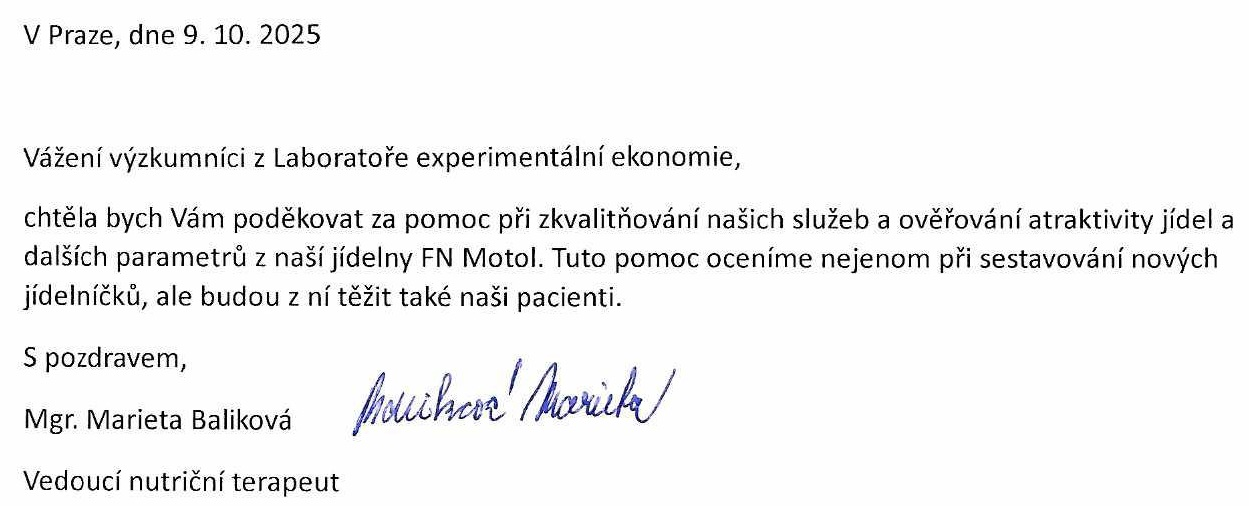 V Praze, dne 9. 10. 2025
Vážení výzkumníci z Laboratoře experimentální ekonomie,
chtěla bych Vám poděkovat za pomoc při zkvalitňování našich služeb a ověřování atraktivity jídel a
dalších parametrů z naší jídelny FN Motol. Tuto pomoc oceníme nejenom při sestavování nových
jídelníčků, ale budou z ní těžit také naši pacienti.
S pozdravem,
Mgr. Marieta Baliková Baliková Marieta
Vedoucí nutriční terapeut